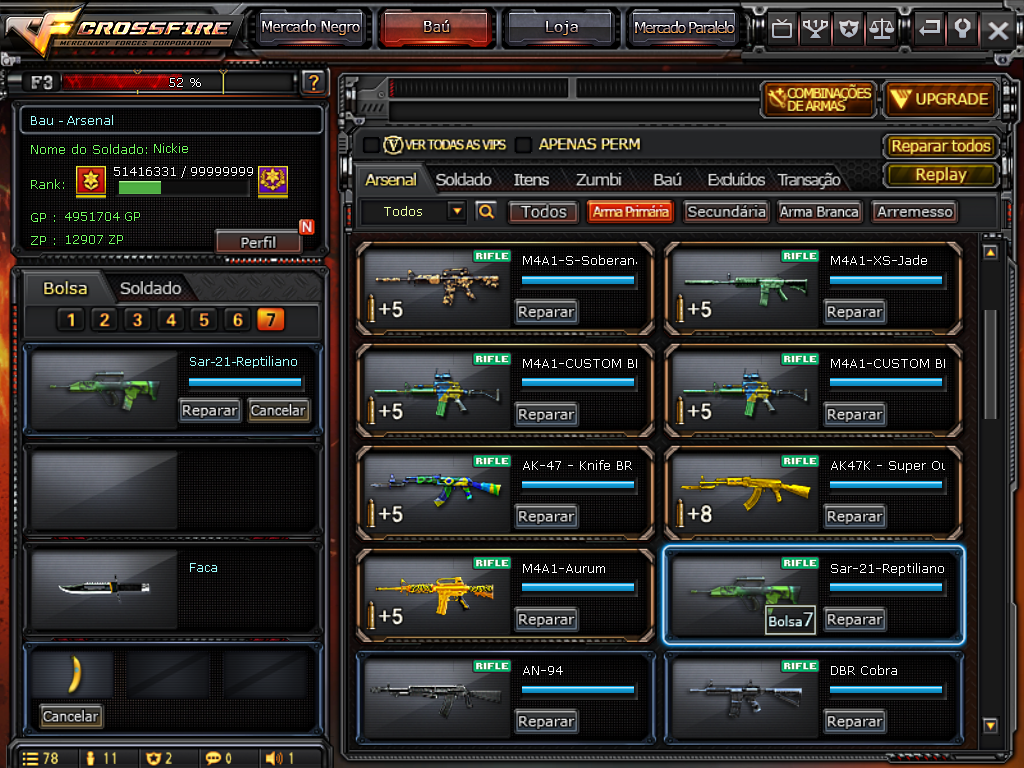 CROSSFIRE
MERCENARY FORCES CORPORATION
Mercado Negro
Baú
Loja
Mercado Paralelo
F3
52 %
?
COMBINAÇÕES
DE ARMAS
UPGRADE
Bau - Arsenal
Nome do Soldado: Nickie
Rank:
51416331 / 99999999
GP : 4951704 GP
ZP : 12907 ZP
N
Perfil
V VER TODAS AS VIPS
APENAS PERM
Reparar todos
Replay
Arsenal
Soldado
Itens
Zumbi
Baú
Excluídos
Transação
Todos
Todos
Arma Primária
Secundária
Arma Branca
Arremesso
Bolsa
Soldado
1 2 3 4 5 6 7
Sar-21-Reptiliano
Reparar
Cancelar
Faca
Cancelar
RIFLE
M4A1-S-Soberan
+5
Reparar
RIFLE
M4A1-XS-Jade
+5
Reparar
RIFLE
M4A1-CUSTOM
+5
Reparar
RIFLE
M4A1-CUSTOM
+5
Reparar
RIFLE
AK-47 - Knife BR
+5
Reparar
RIFLE
AK47K - Super
+8
Reparar
RIFLE
M4A1-Aurum
+5
Reparar
RIFLE
Sar-21-Reptiliano
Bolsa7
Reparar
RIFLE
AN-94
Reparar
RIFLE
DBR Cobra
Reparar
78
11
2
0
1